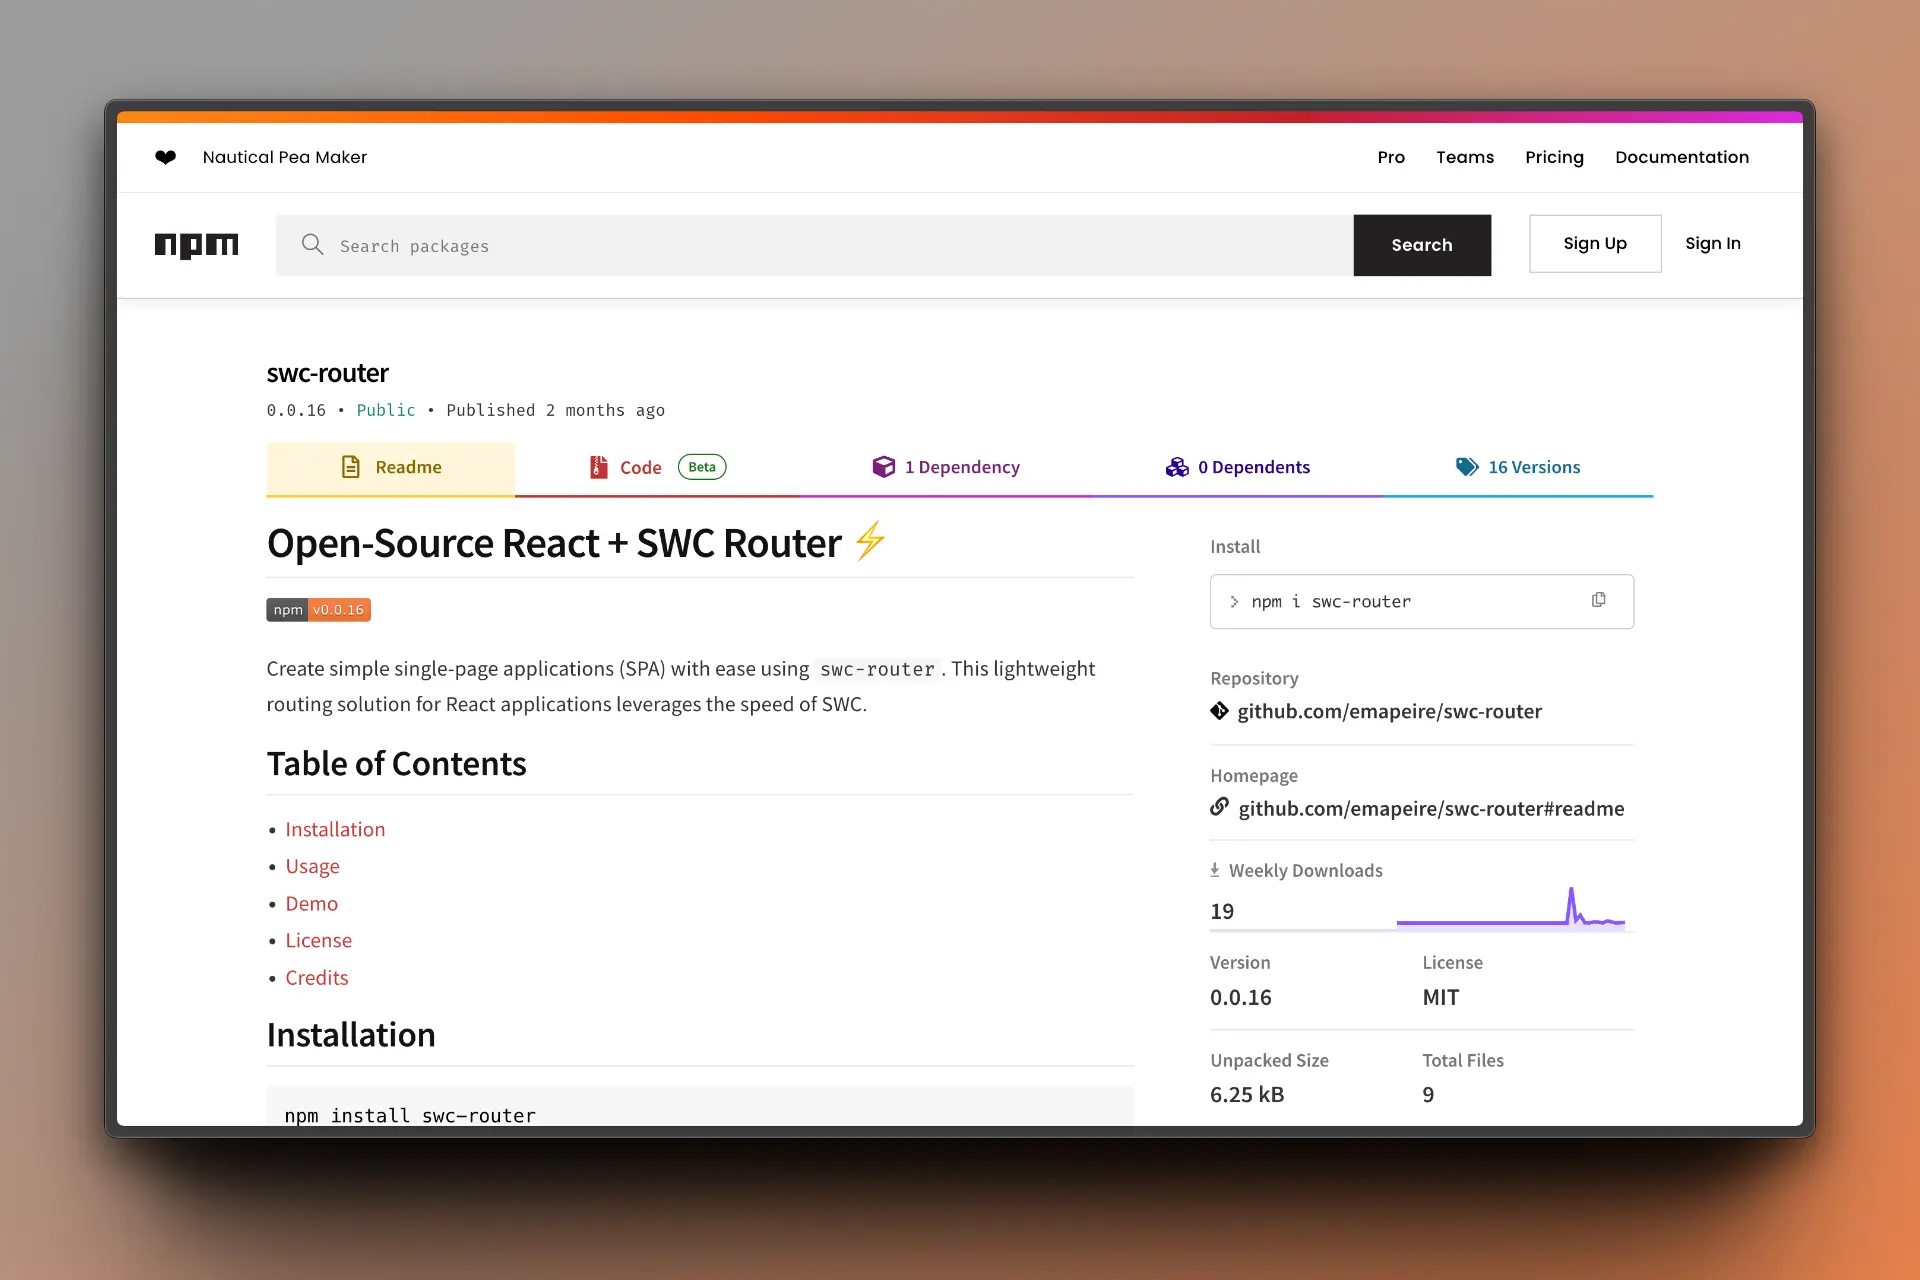 Nautical Pea Maker
Pro Teams Pricing Documentation
npm Search packages Search Sign Up Sign In
swc-router
0.0.16 • Public • Published 2 months ago
Readme Code Beta 1 Dependency 0 Dependents 16 Versions
Open-Source React + SWC Router ⚡
npm v0.0.16
Create simple single-page applications (SPA) with ease using swc-router. This lightweight
routing solution for React applications leverages the speed of SWC.
Table of Contents
• Installation
• Usage
• Demo
• License
• Credits
Installation
npm install swc-router
Install
> npm i swc-router
Repository
github.com/emapeire/swc-router
Homepage
github.com/emapeire/swc-router#readme
Weekly Downloads
19
Version License
0.0.16 MIT
Unpacked Size Total Files
6.25 kB 9